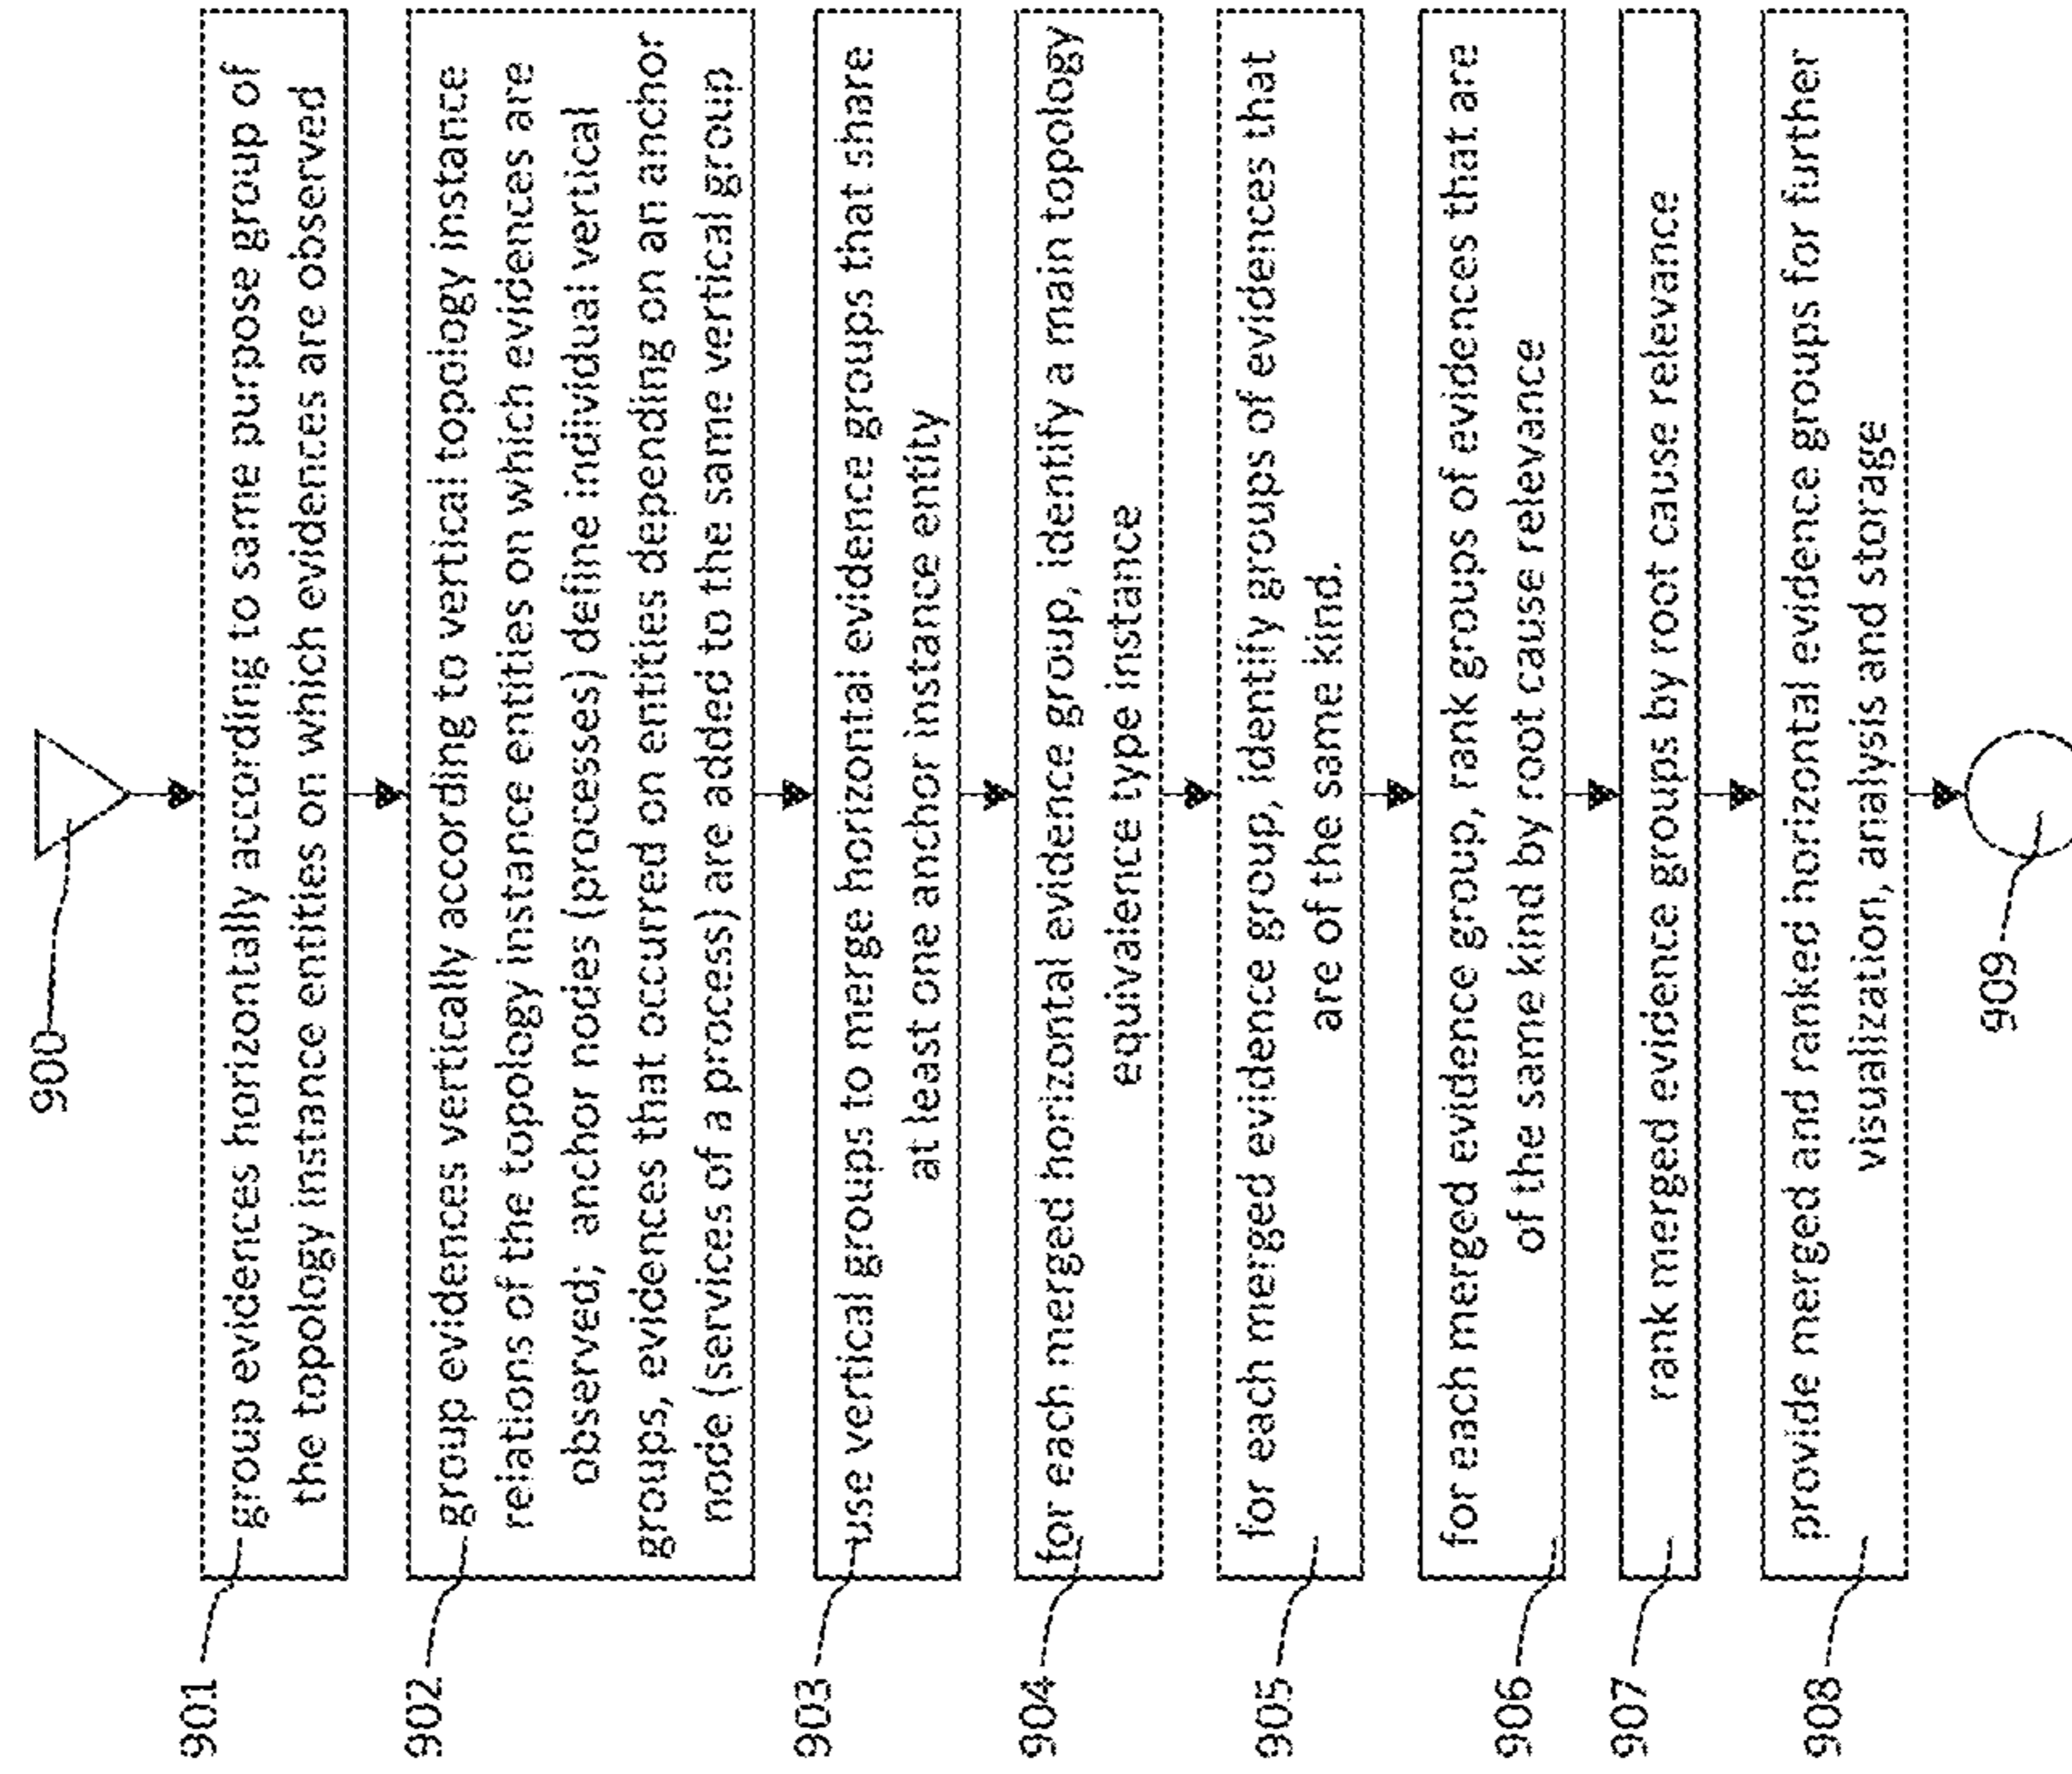 900
901
group evidences horizontally according to same purpose group of
the topology instance entities on which evidences are observed
902
group evidences vertically according to vertical topology instance
relations of the topology instance entities on which evidences are
observed; anchor nodes (processes) define individual vertical
groups, evidences that occurred on entities depending on an anchor
node (services of a process) are added to the same vertical group
903
use vertical groups to merge horizontal evidence groups that share
at least one anchor instance entity
904
for each merged horizontal evidence group, identify a main topology
equivalence type instance
905
for each merged evidence group, identify groups of evidences that
are of the same kind.
906
for each merged evidence group, rank groups of evidences that are
of the same kind by root cause relevance
907
rank merged evidence groups by root cause relevance
908
provide merged and ranked horizontal evidence groups for further
visualization, analysis and storage
909